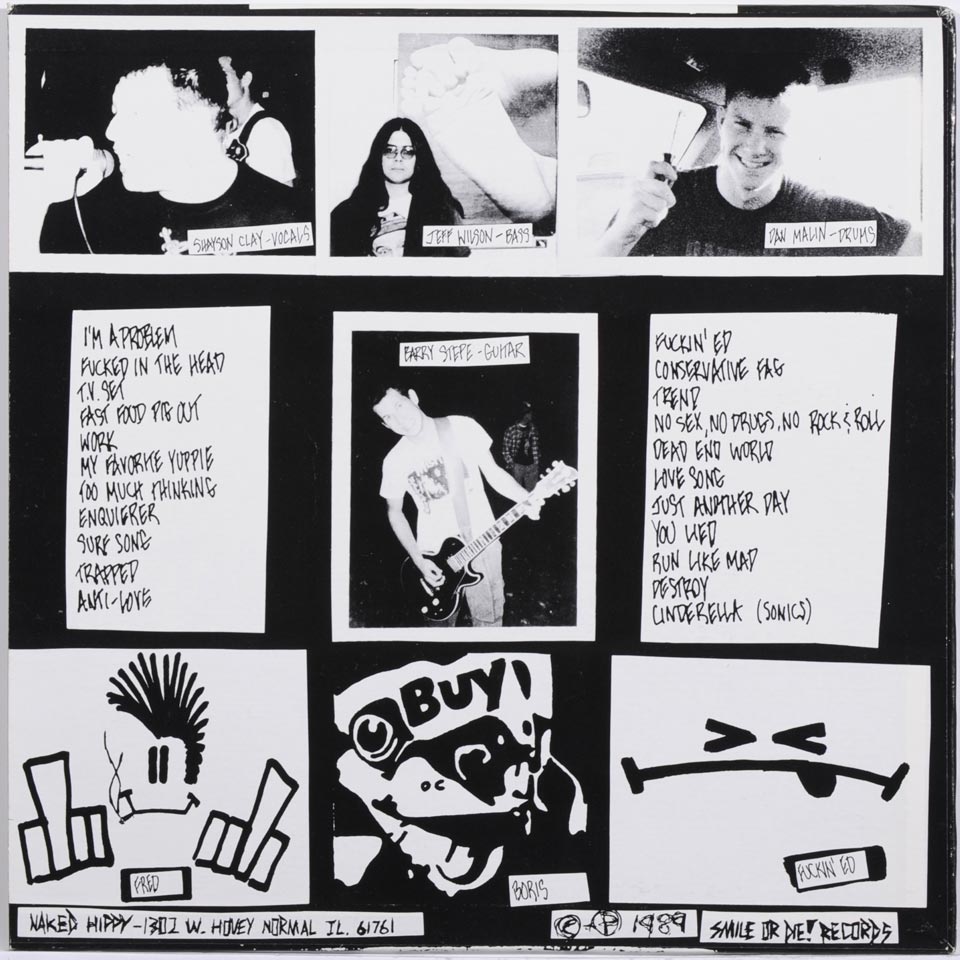 SHAYSON CLAY-VOCALS
JEFF WILSON-BASS
DAN MALIN-DRUMS
I'M A PROBLEM
FUCKED IN THE HEAD
T.V. SET
FAST FOOD PIG OUT
WORK
MY FAVORITE YUPPIE
TOO MUCH THINKING
ENQUIERER
SURF SONG
TRAPPED
ANTI-LOVE
BARRY STEPE-GUITAR
FUCKIN' ED
CONSERVATIVE FAG
TREND
NO SEX, NO DRUGS, NO ROCK & ROLL
DEAD END WORLD
LOVE SONG
JUST ANOTHER DAY
YOU LIED
RUN LIKE MAD
DESTROY
CINDERELLA (SONICS)
FRED
BUY!
BORIS
FUCKIN' ED
NAKED HIPPY-1302 W. HOVEY NORMAL IL. 61761
© ℗ 1989
SMILE OR DIE! RECORDS